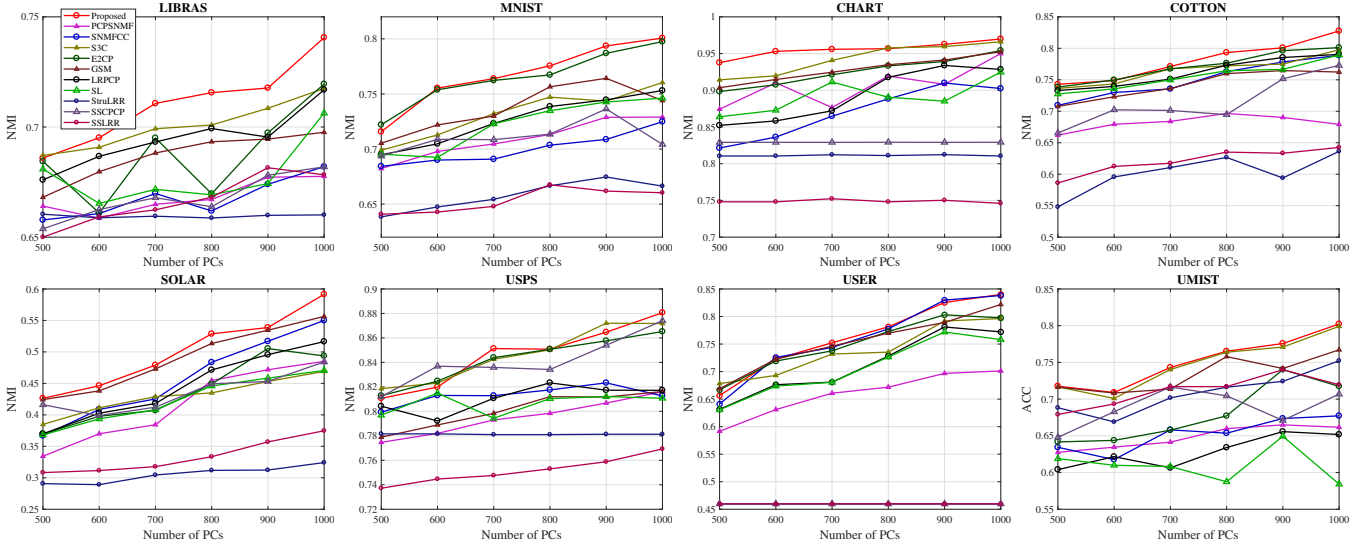 LIBRAS
NMI
0.75
0.7
0.65
500 600 700 800 900 1000
Number of PCs
Proposed
PCPSNMF
SNMFCC
S3C
E2CP
GSM
LRPCP
SL
StruLRR
SSCPCP
SSLRR
MNIST
NMI
0.8
0.75
0.7
0.65
500 600 700 800 900 1000
Number of PCs
CHART
NMI
1
0.95
0.9
0.85
0.8
0.75
0.7
500 600 700 800 900 1000
Number of PCs
COTTON
NMI
0.85
0.8
0.75
0.7
0.65
0.6
0.55
0.5
500 600 700 800 900 1000
Number of PCs
SOLAR
NMI
0.6
0.55
0.5
0.45
0.4
0.35
0.3
0.25
500 600 700 800 900 1000
Number of PCs
USPS
NMI
0.9
0.88
0.86
0.84
0.82
0.8
0.78
0.76
0.74
0.72
500 600 700 800 900 1000
Number of PCs
USER
NMI
0.85
0.8
0.75
0.7
0.65
0.6
0.55
0.5
0.45
500 600 700 800 900 1000
Number of PCs
UMIST
ACC
0.85
0.8
0.75
0.7
0.65
0.6
0.55
500 600 700 800 900 1000
Number of PCs